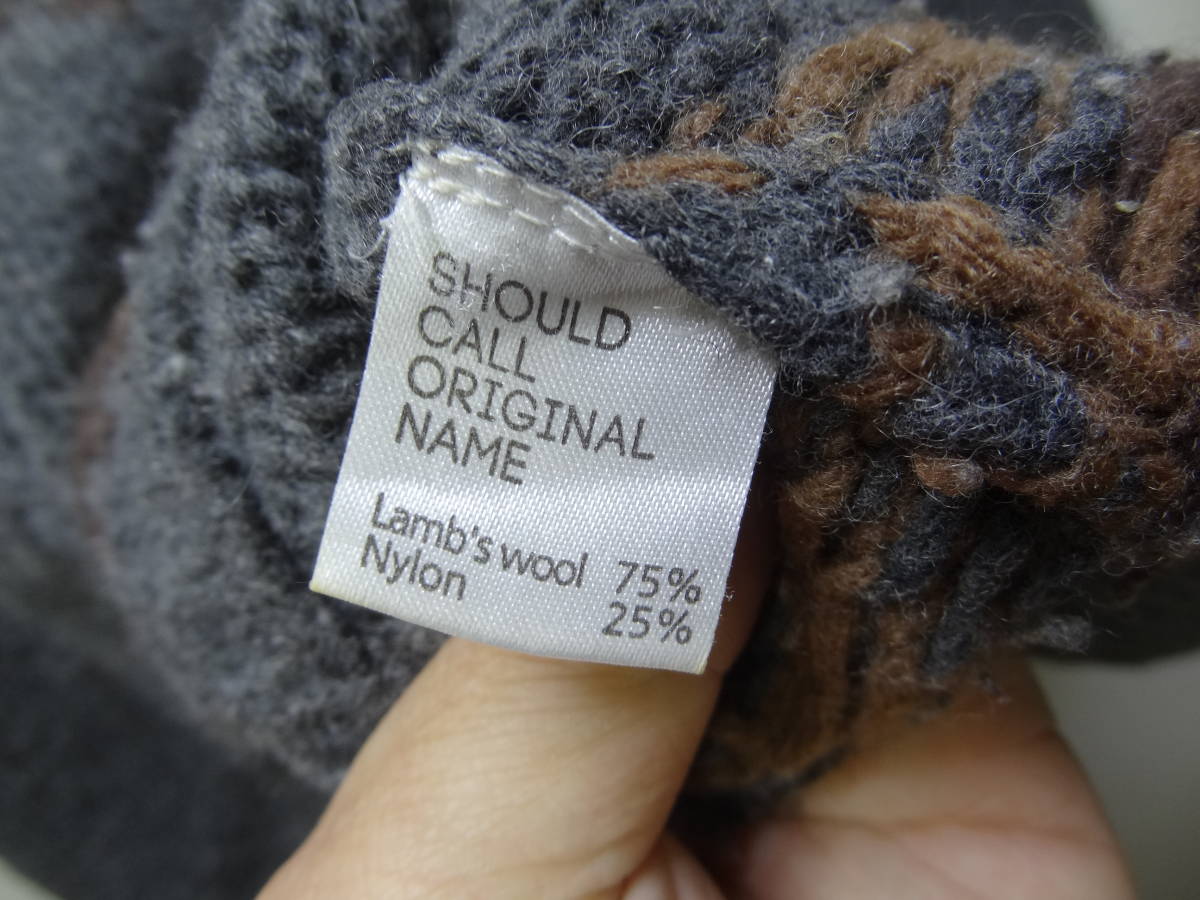 SHOULD
CALL
ORIGINAL
NAME
Lamb's wool 75%
Nylon 25%